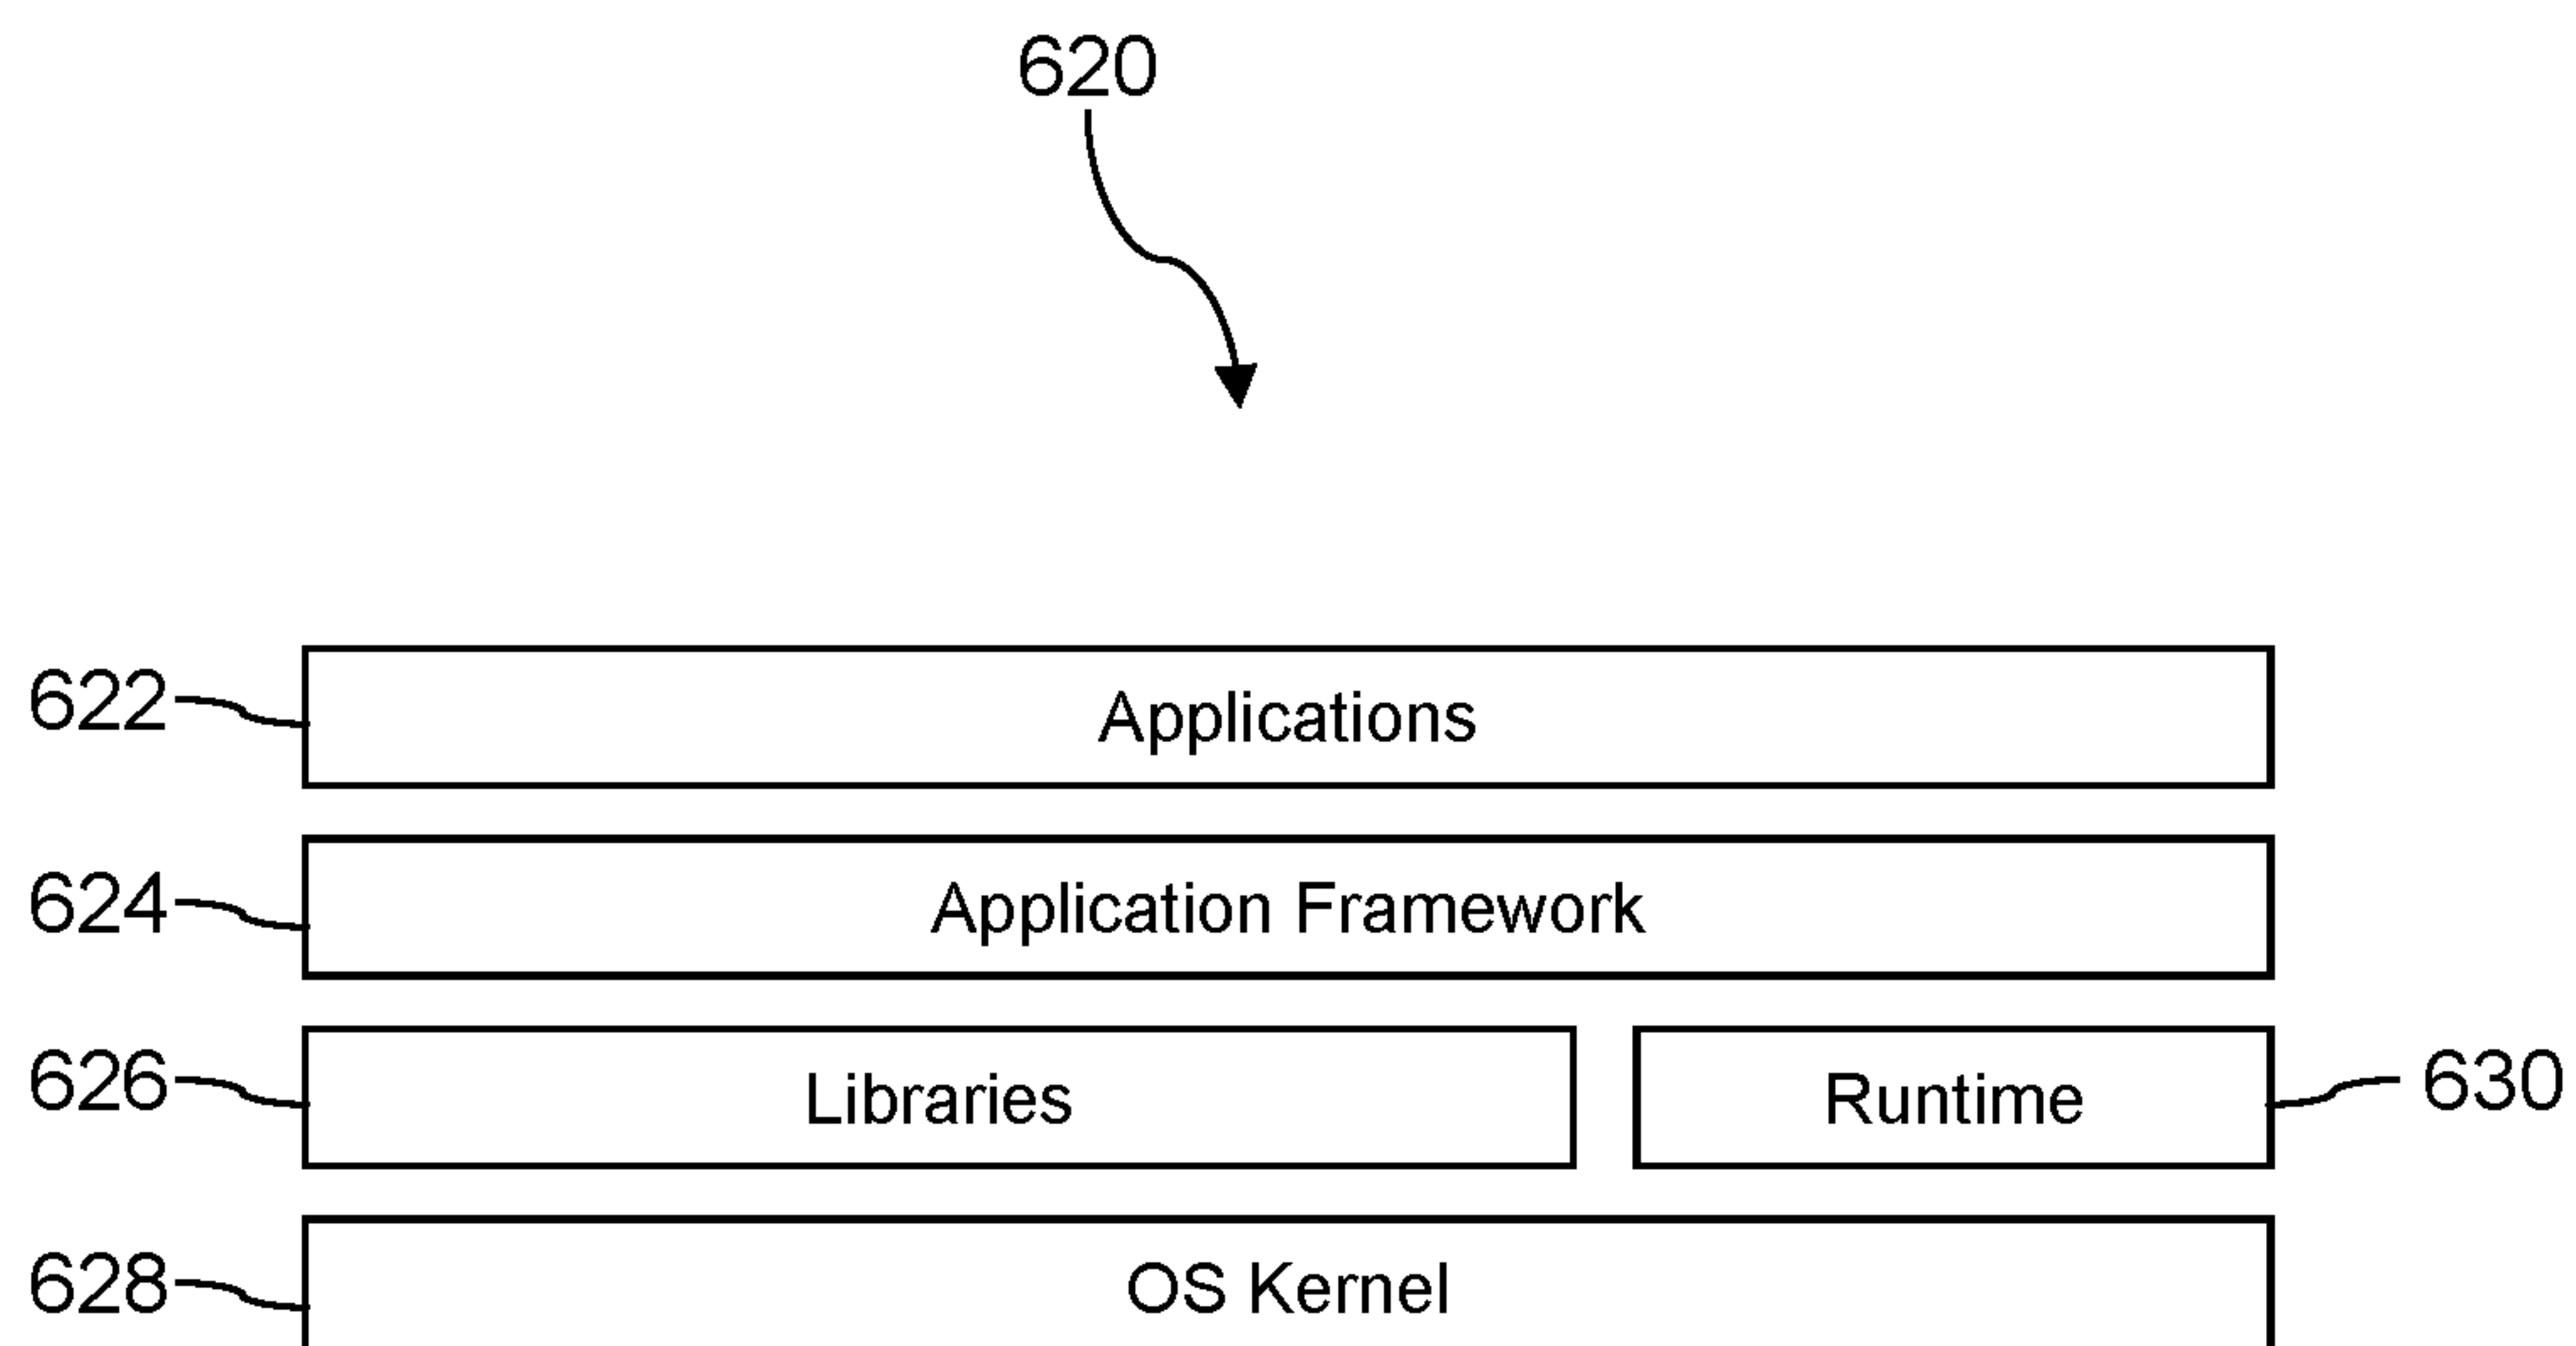 620
622 Applications
624 Application Framework
626 Libraries Runtime 630
628 OS Kernel